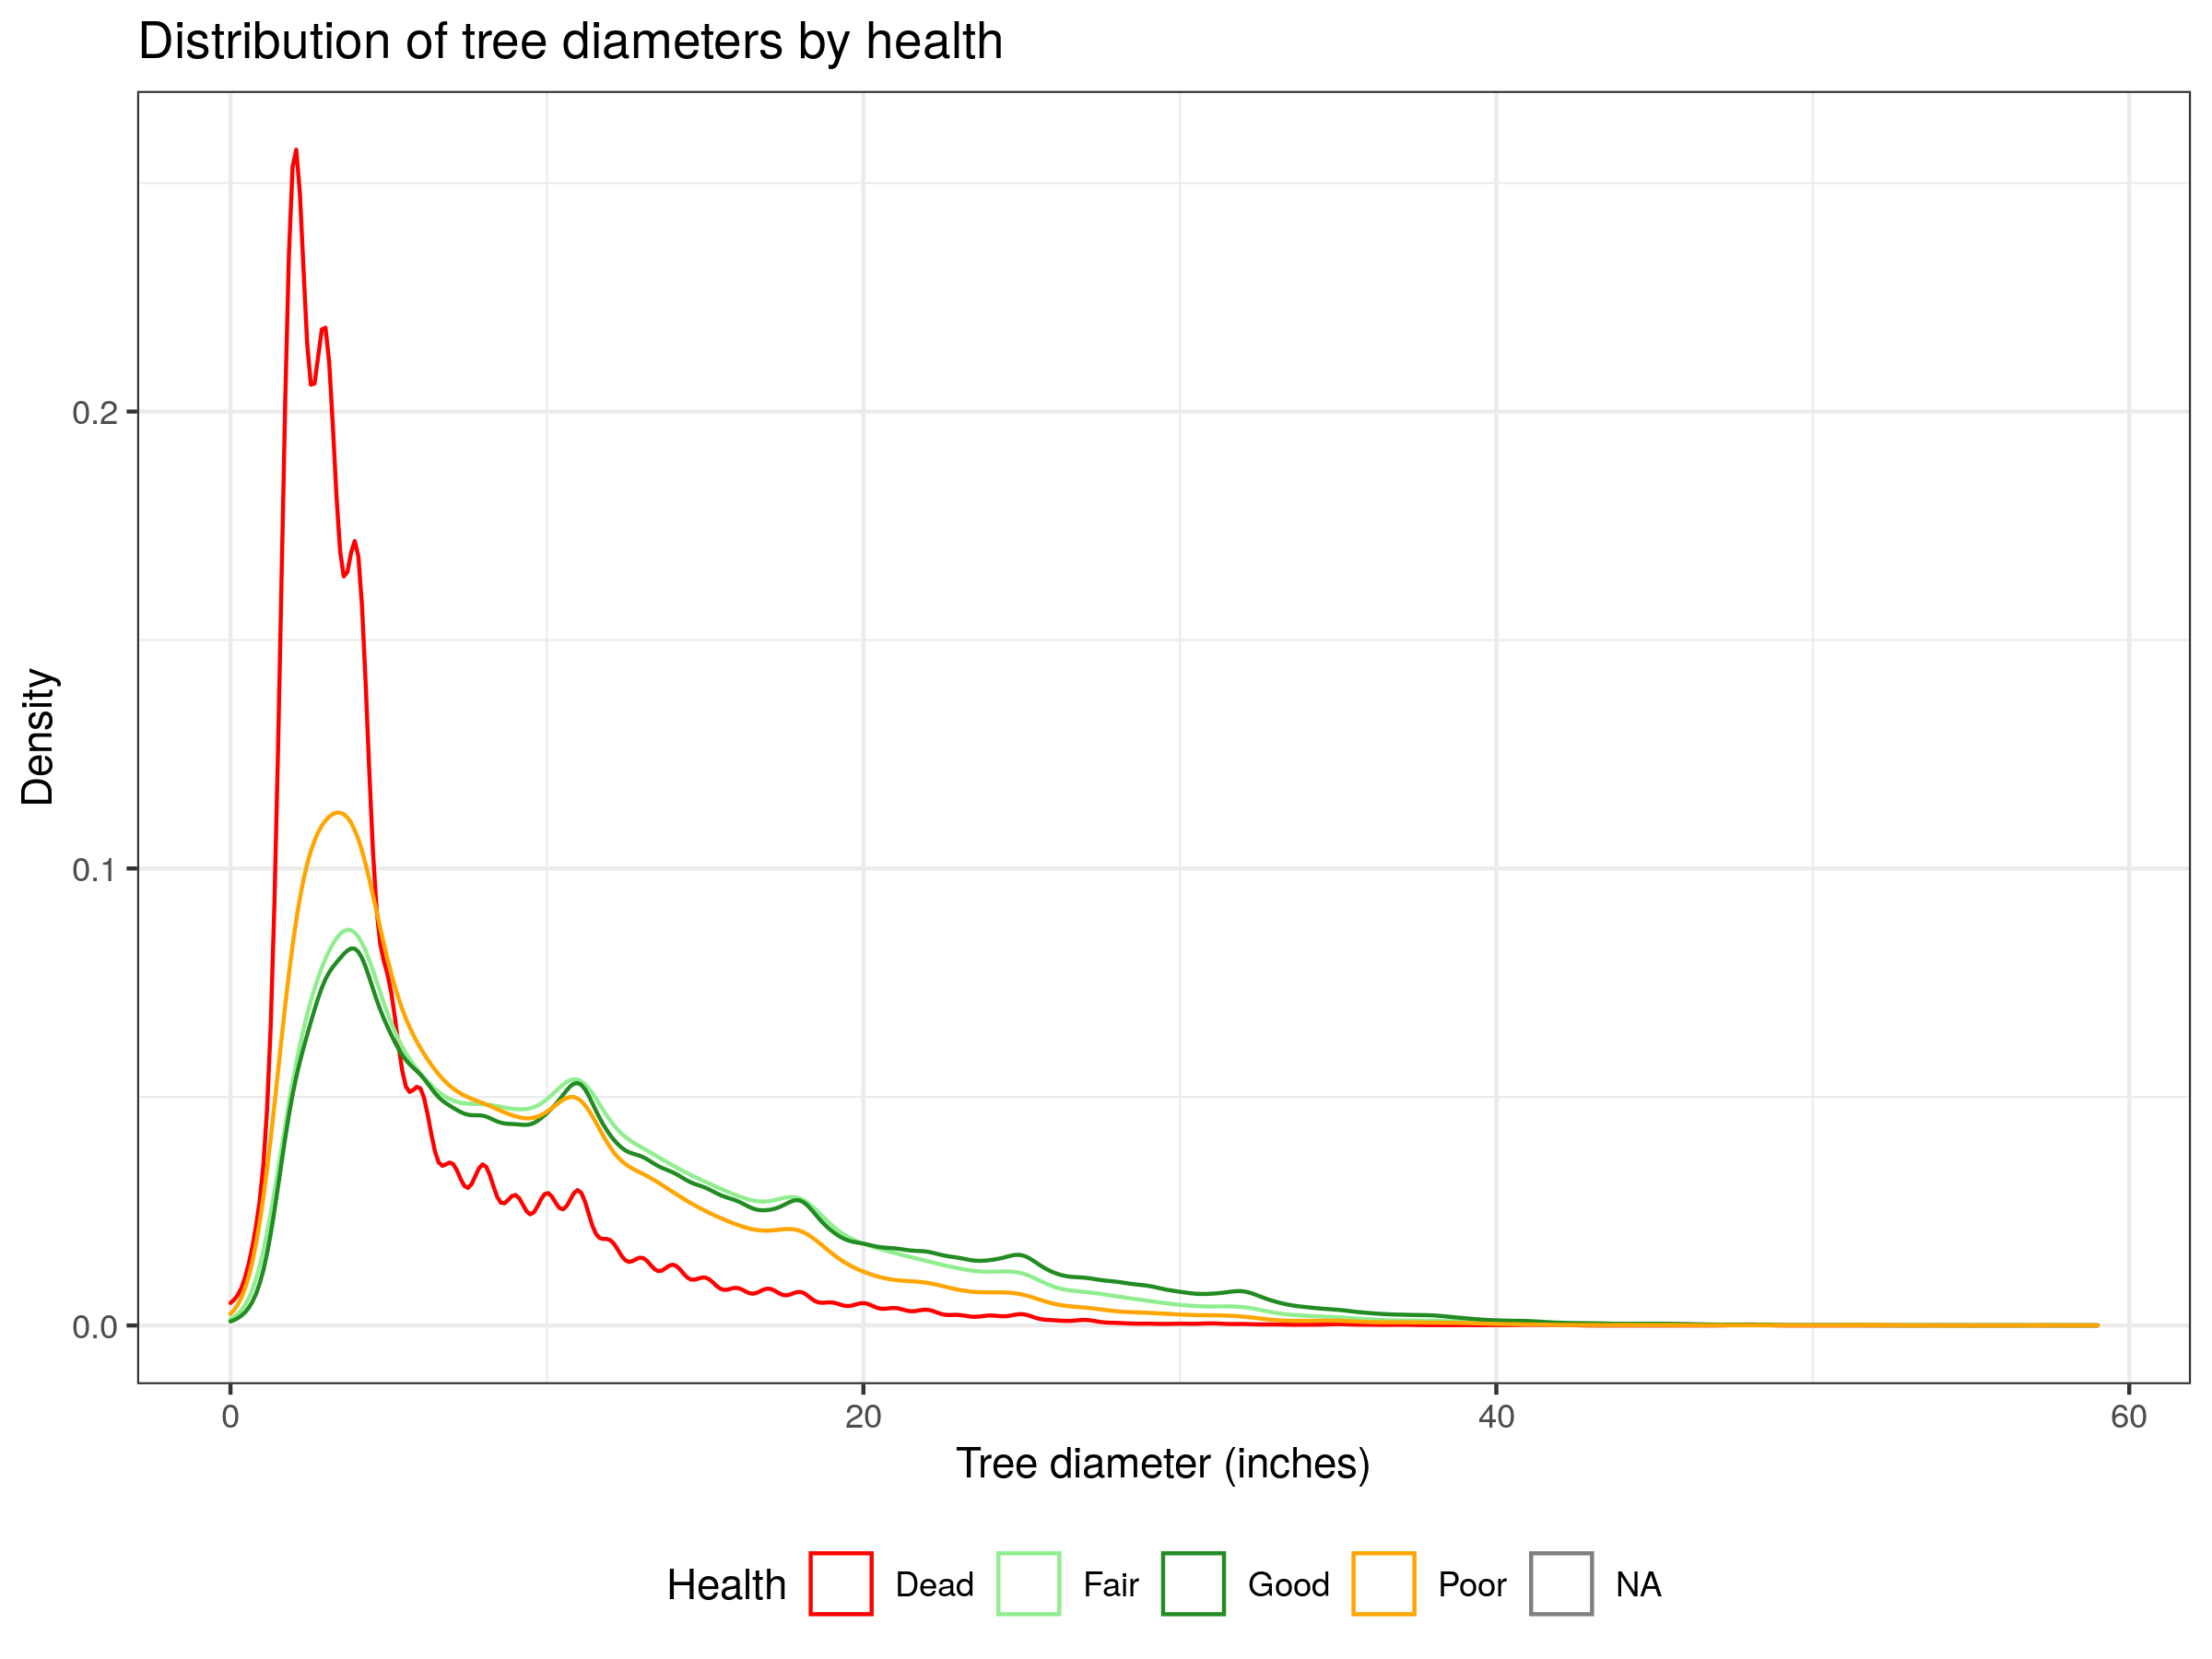 Distribution of tree diameters by health
Density
0.2
0.1
0.0
0 20 40 60
Tree diameter (inches)
Health Dead Fair Good Poor NA